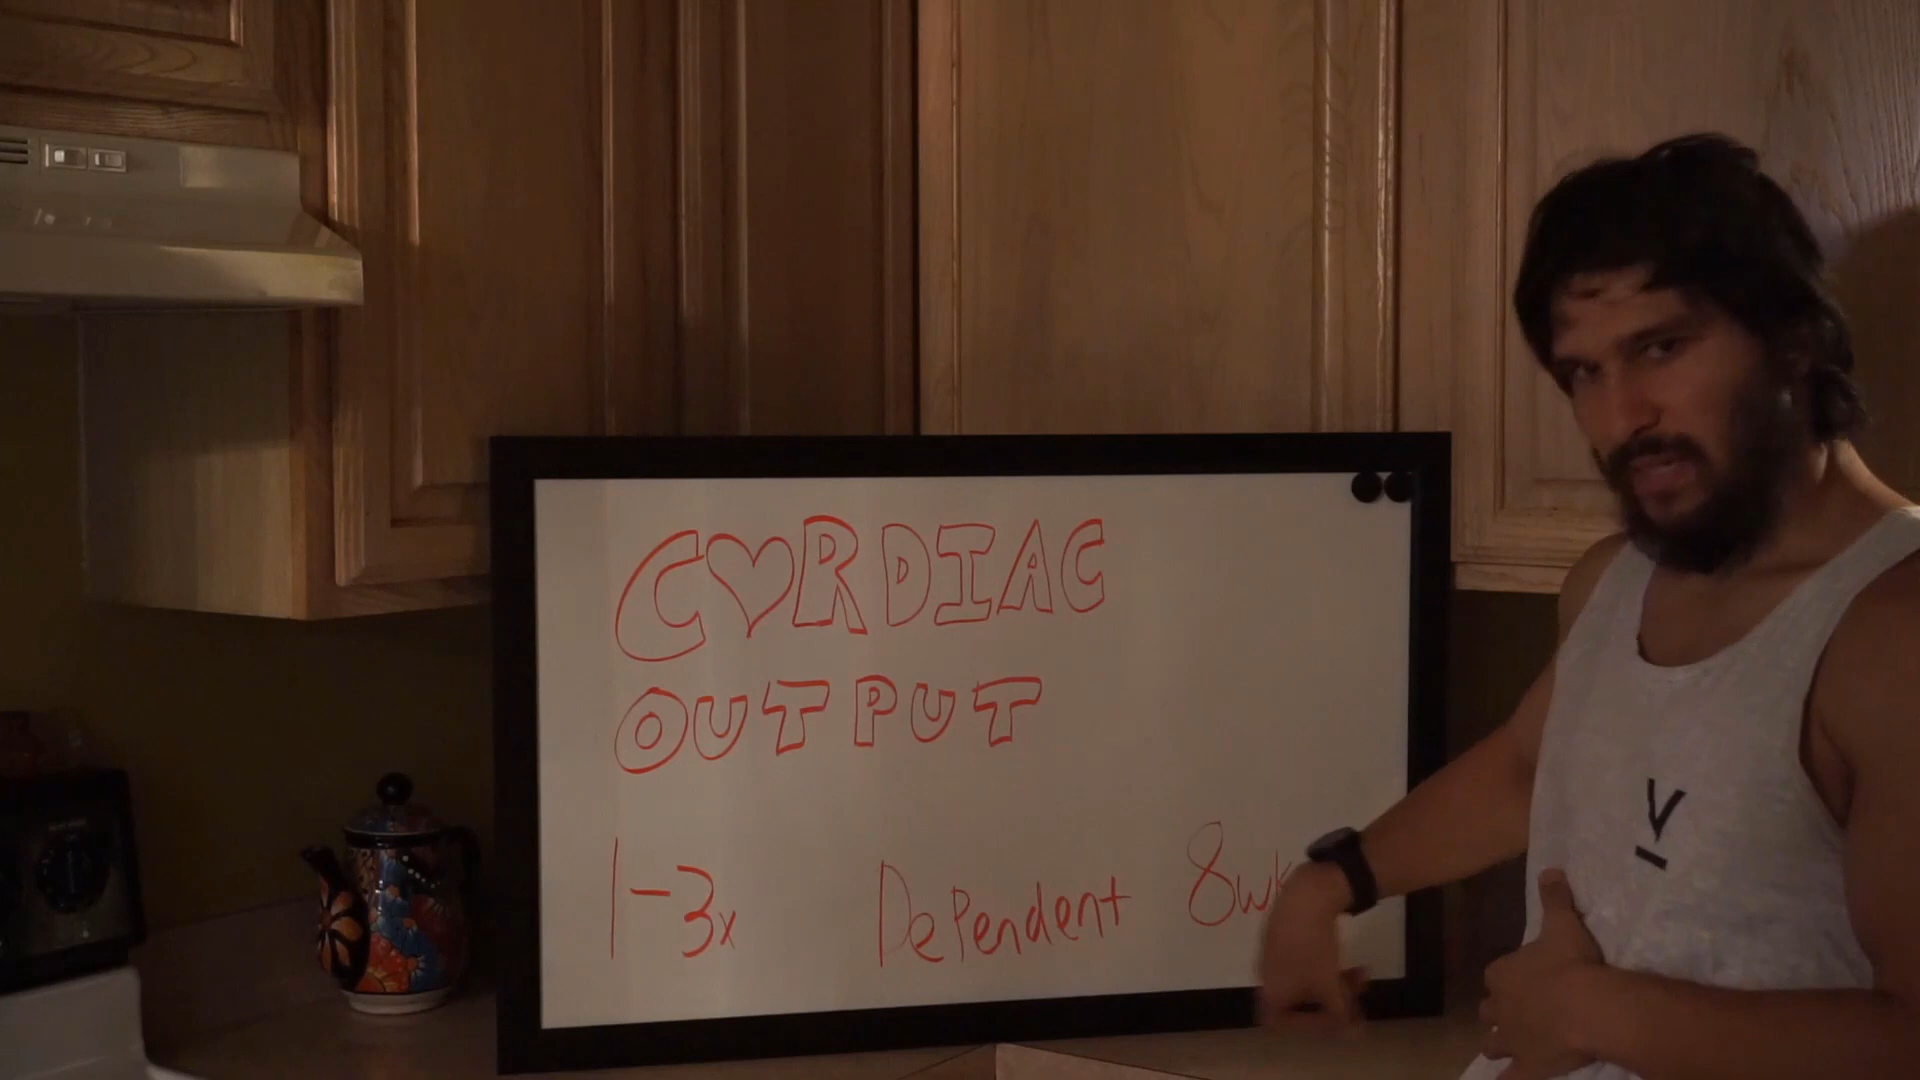 C♥RDIAC
OUTPUT
1-3x Dependent 8wk
V